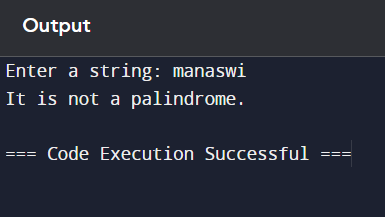 Output
Enter a string: manaswi
It is not a palindrome.
=== Code Execution Successful ===